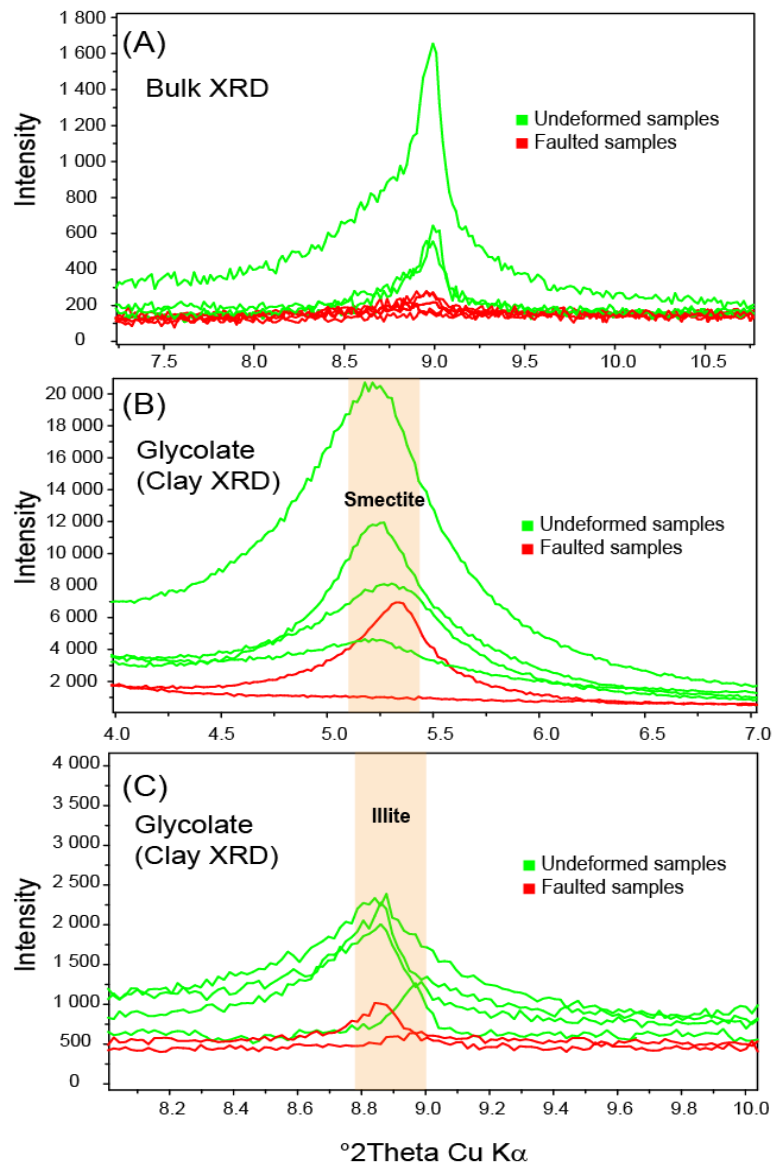 (A)
Bulk XRD
Intensity
1 800
1 600
1 400
1 200
1 000
800
600
400
200
0
Undeformed samples
Faulted samples
7.5 8.0 8.5 9.0 9.5 10.0 10.5
(B)
Glycolate
(Clay XRD)
Intensity
20 000
18 000
16 000
14 000
12 000
10 000
8 000
6 000
4 000
2 000
Smectite
Undeformed samples
Faulted samples
4.0 4.5 5.0 5.5 6.0 6.5 7.0
(C)
Glycolate
(Clay XRD)
Intensity
4 000
3 500
3 000
2 500
2 000
1 500
1 000
500
0
Illite
Undeformed samples
Faulted samples
8.2 8.4 8.6 8.8 9.0 9.2 9.4 9.6 9.8 10.0
°2Theta Cu Kα